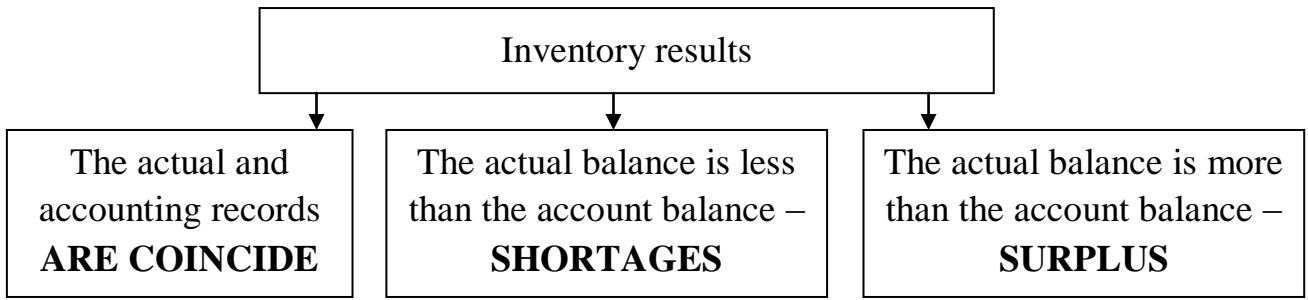 Inventory results
The actual and
accounting records
ARE COINCIDE
The actual balance is less
than the account balance –
SHORTAGES
The actual balance is more
than the account balance –
SURPLUS